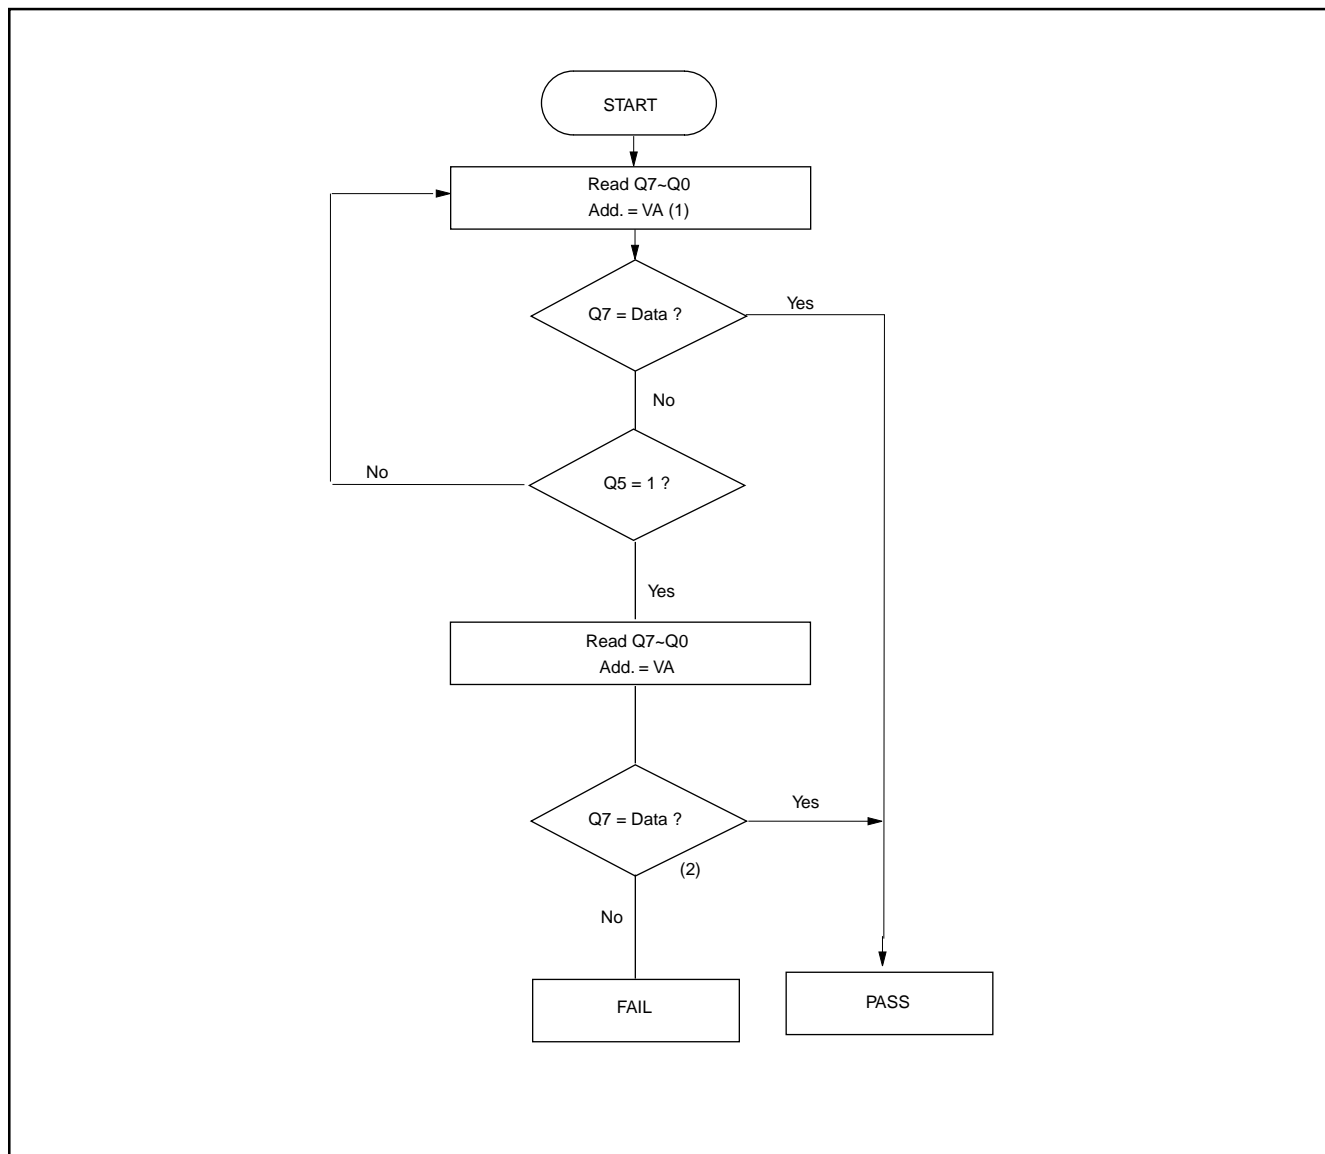 START
Read Q7~Q0
Add. = VA (1)
Q7 = Data ?
Yes
No
Q5 = 1 ?
No
Yes
Read Q7~Q0
Add. = VA
Q7 = Data ?
Yes
(2)
No
FAIL
PASS